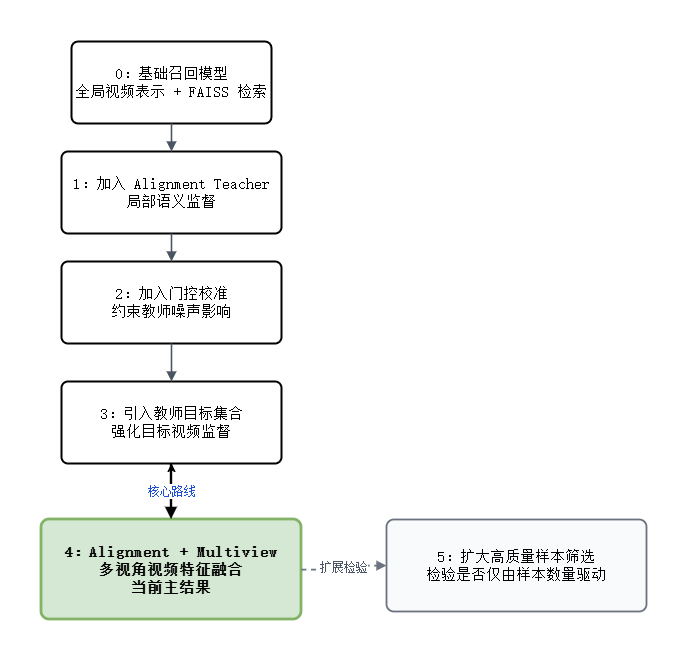 0：基础召回模型
全局视频表示 + FAISS 检索
1：加入 Alignment Teacher
局部语义监督
2：加入门控校准
约束教师噪声影响
3：引入教师目标集合
强化目标视频监督
核心路线
4：Alignment + Multiview
多视角视频特征融合
当前主结果
扩展检验
5：扩大高质量样本筛选
检验是否仅由样本数量驱动